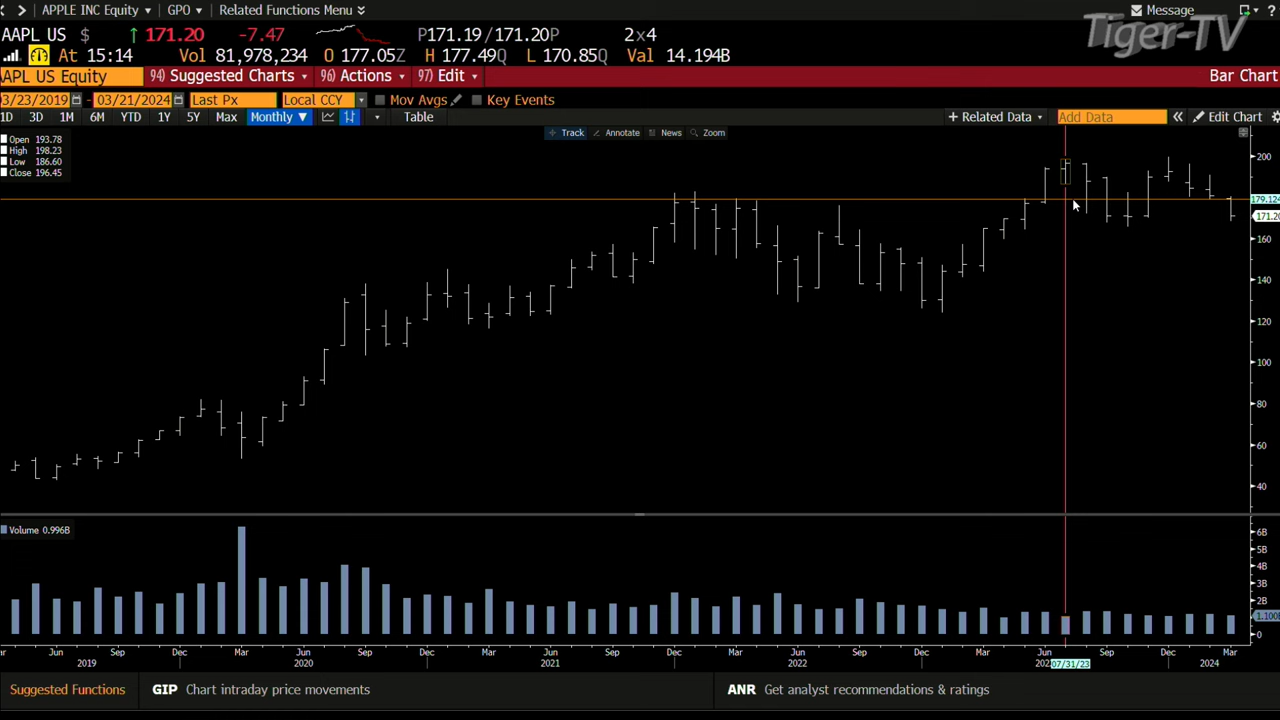 < > APPLE INC Equity ▾ GPO ▾ Related Functions Menu Message ?
Tiger-TV
AAPL US $ ↑ 171.20 -7.47 P171.19/171.20P 2x4
At 15:14 Vol 81,978,234 O 177.05Z H 177.49Q L 170.85Q Val 14.194B
AAPL US Equity 94) Suggested Charts 96) Actions 97) Edit Bar Chart
03/23/2019 - 03/21/2024 Last Px Local CCY Mov Avgs Key Events
1D 3D 1M 6M YTD 1Y 5Y Max Monthly ▼ Table + Related Data Add Data « Edit Chart
Track Annotate News Zoom
Open 193.78
High 198.23
Low 186.60
Close 196.45
200
179.124
171.20
160
140
120
100
80
60
40
Volume 0.996B
6B
5B
4B
3B
2B
0
Jun Sep Dec Mar Jun Sep Dec Mar Jun Sep Dec Mar Jun Sep Dec Mar Jun Sep Dec Mar
2019 2020 2021 2022 07/31/23 2024
Suggested Functions GIP Chart intraday price movements ANR Get analyst recommendations & ratings